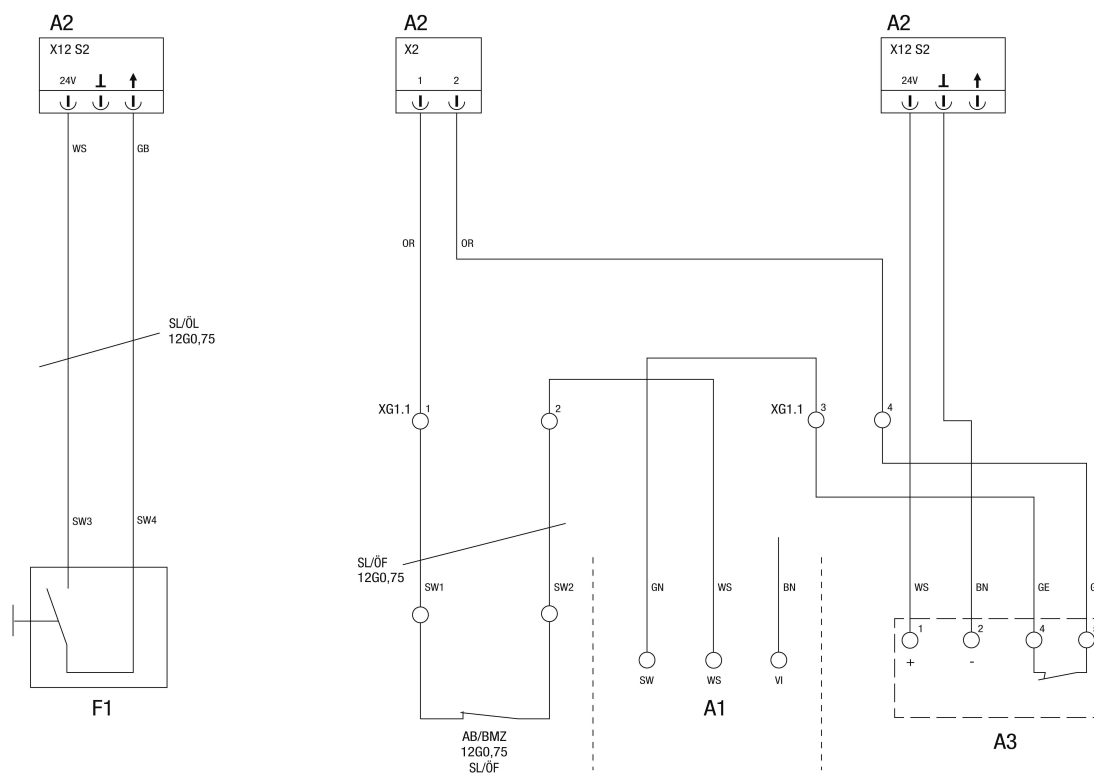 A2
X12 S2
24V
WS
GB
SL/ÖL
12G0,75
SW3
SW4
F1
A2
X2
1
2
OR
OR
XG1.1
1
2
SL/ÖF
12G0,75
SW1
SW2
AB/BMZ
12G0,75
SL/ÖF
XG1.1
3
4
GN
WS
BN
SW
WS
VI
A1
A2
X12 S2
24V
WS
BN
GE
1
2
4
+
-
A3